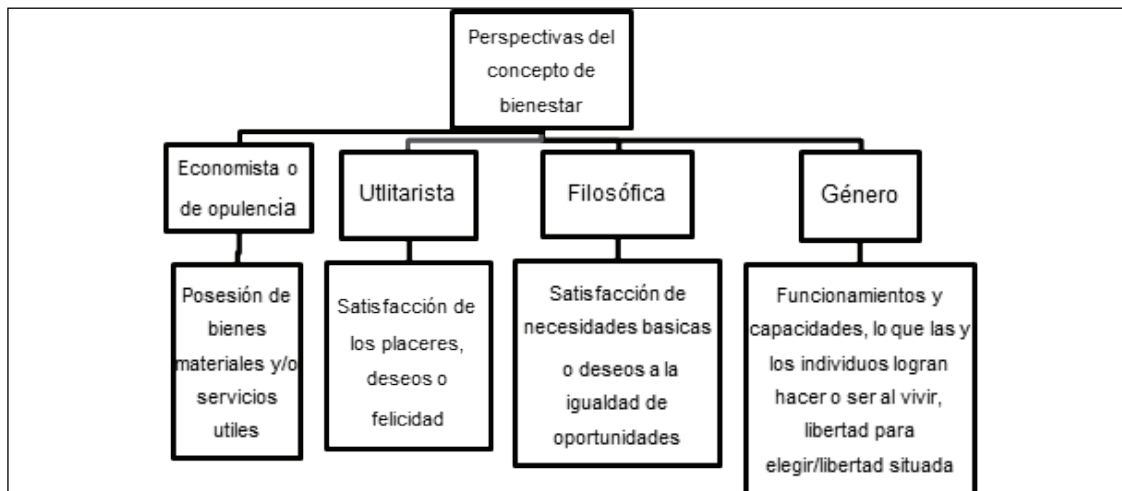 Perspectivas del
concepto de
bienestar
Economista o
de opulencia
Utlitarista
Filosófica
Género
Posesión de
bienes
materiales y/o
servicios
utiles
Satisfacción de
los placeres,
deseos o
felicidad
Satisfacción de
necesidades basicas
o deseos a la
igualdad de
oportunidades
Funcionamientos y
capacidades, lo que las y
los individuos logran
hacer o ser al vivir,
libertad para
elegir/libertad situada